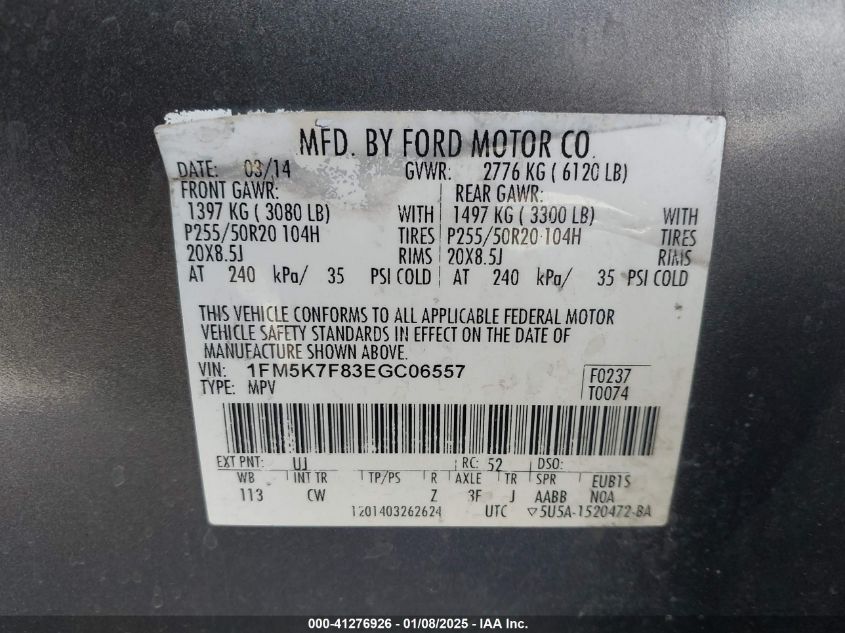 MFD. BY FORD MOTOR CO.
DATE: 03/14 GVWR: 2776 KG ( 6120 LB)
FRONT GAWR: REAR GAWR:
1397 KG ( 3080 LB) WITH 1497 KG ( 3300 LB) WITH
P255/50R20 104H TIRES P255/50R20 104H TIRES
20X8.5J RIMS 20X8.5J RIMS
AT 240 kPa/ 35 PSI COLD AT 240 kPa/ 35 PSI COLD
THIS VEHICLE CONFORMS TO ALL APPLICABLE FEDERAL MOTOR
VEHICLE SAFETY STANDARDS IN EFFECT ON THE DATE OF
MANUFACTURE SHOWN ABOVE.
VIN: 1FM5K7F83EGC06557 F0237
TYPE: MPV T0074
EXT PNT: UJ RC: 52 DSO:
WB INT TR TP/PS R AXLE TR SPR EUB1S
113 CW Z 3F J AABB N0A
1201403262624 UTC ▽5U5A-1520472-BA
000-41276926 - 01/08/2025 - IAA Inc.